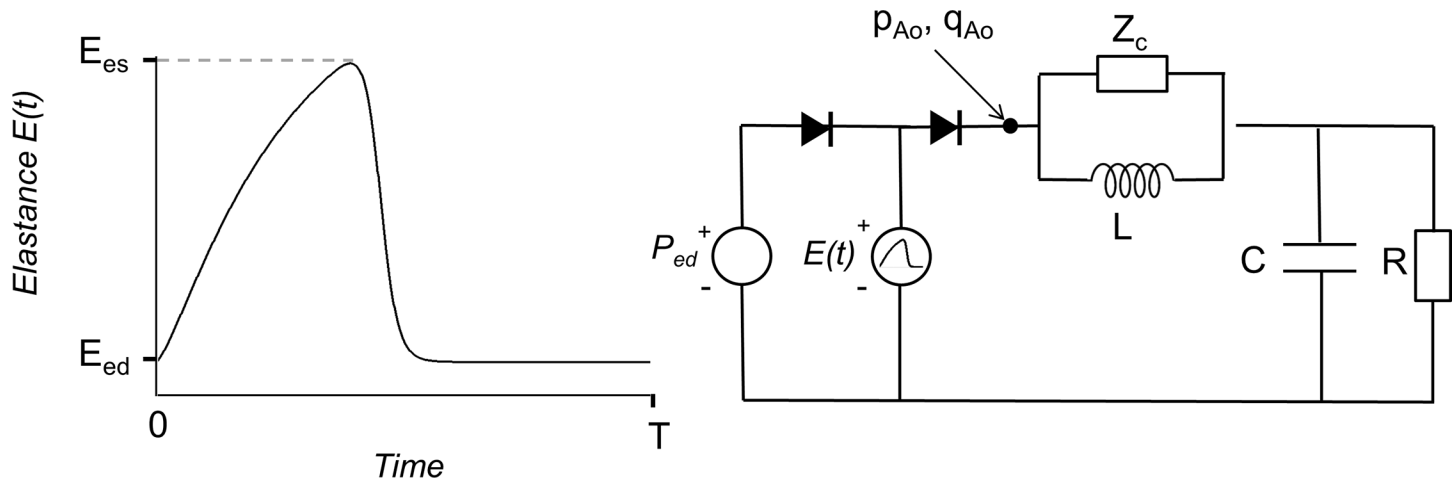 Elastance E(t)
E_es
E_ed
0
T
Time
p_Ao, q_Ao
Z_c
L
P_ed
+
-
E(t)
+
-
C
R